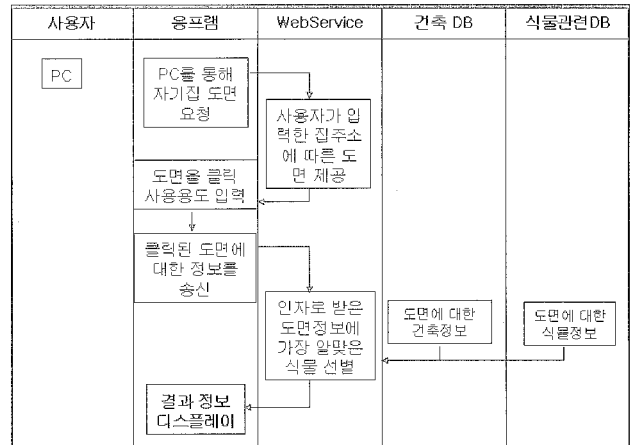 사용자
응프램
WebService
건축 DB
식물관련DB
PC
PC를 통해
자기집 도면
요청
사용자가 입
력한 집주소
에 따른 도
면 제공
도면을 클릭
사용용도 입력
클릭된 도면에
대한 정보를
송신
인자로 받은
도면정보에
가장 알맞은
식물 선별
도면에 대한
건축정보
도면에 대한
식물정보
결과 정보
디스플레이